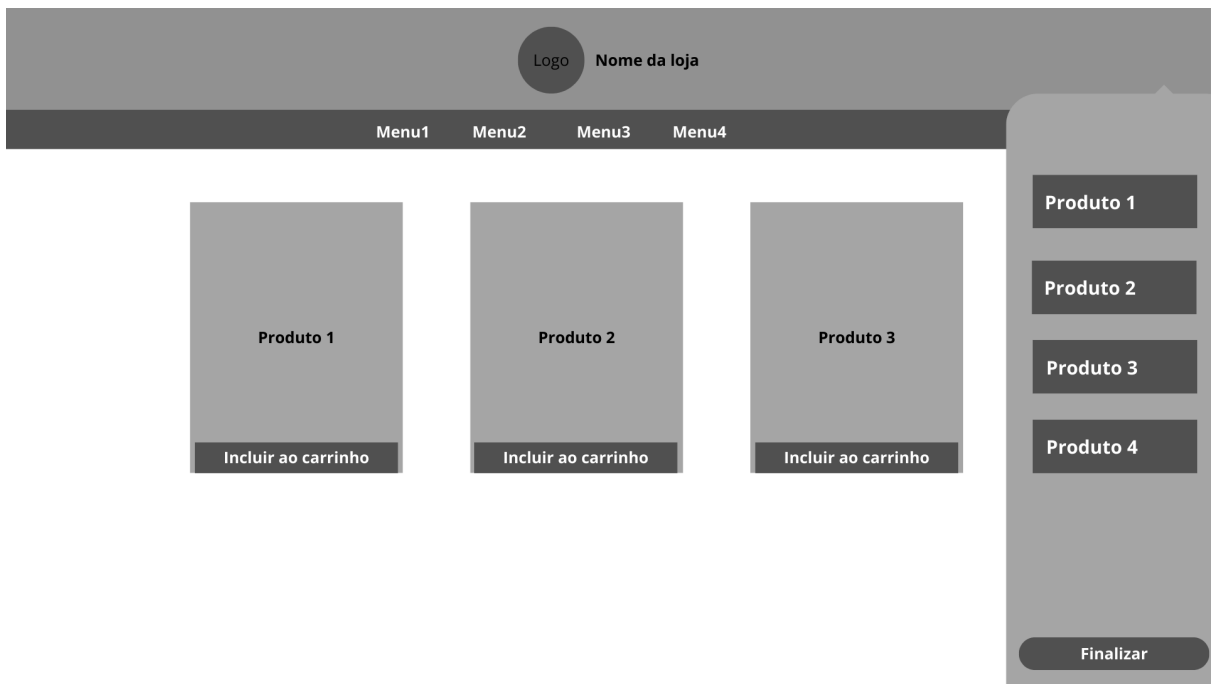 Logo
Nome da loja
Menu1 Menu2 Menu3 Menu4
Produto 1
Incluir ao carrinho
Produto 2
Incluir ao carrinho
Produto 3
Incluir ao carrinho
Produto 1
Produto 2
Produto 3
Produto 4
Finalizar